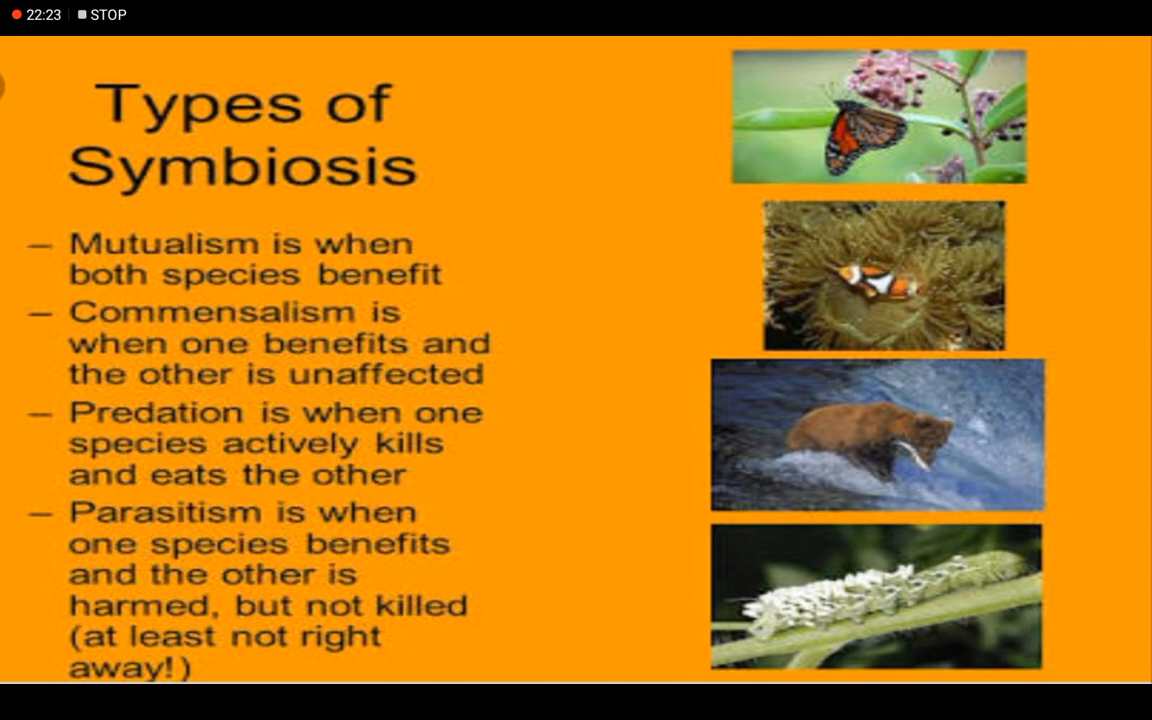 22:23 STOP
Types of
Symbiosis
– Mutualism is when
both species benefit
– Commensalism is
when one benefits and
the other is unaffected
– Predation is when one
species actively kills
and eats the other
– Parasitism is when
one species benefits
and the other is
harmed, but not killed
(at least not right
away!)